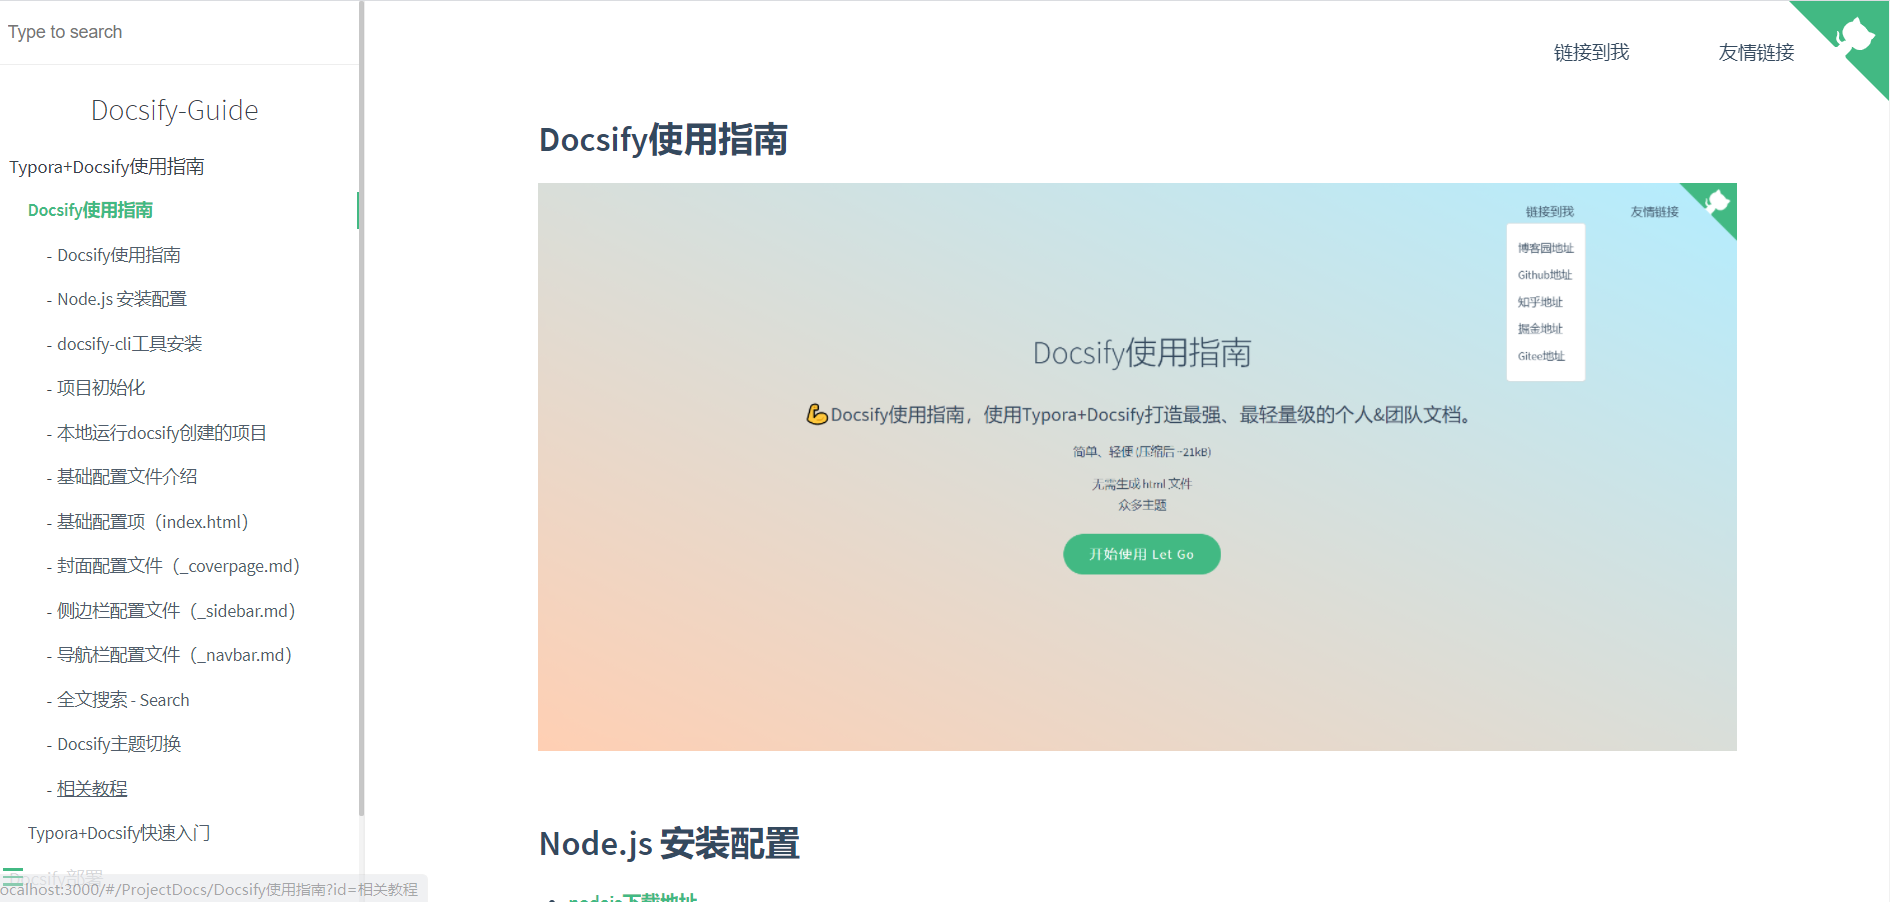 Type to search
Docsify-Guide
Typora+Docsify使用指南
Docsify使用指南
- Docsify使用指南
- Node.js 安装配置
- docsify-cli工具安装
- 项目初始化
- 本地运行docsify创建的项目
- 基础配置文件介绍
- 基础配置项（index.html）
- 封面配置文件（_coverpage.md）
- 侧边栏配置文件（_sidebar.md）
- 导航栏配置文件（_navbar.md）
- 全文搜索 - Search
- Docsify主题切换
- 相关教程
Typora+Docsify快速入门
Docsify部署
ocalhost:3000/#/ProjectDocs/Docsify使用指南?id=相关教程
链接到我 友情链接
Docsify使用指南
链接到我 友情链接
博客园地址
Github地址
知乎地址
掘金地址
Gitee地址
Docsify使用指南
💪Docsify使用指南，使用Typora+Docsify打造最强、最轻量级的个人&团队文档。
简单、轻便 (压缩后 ~21kB)
无需生成 html 文件
众多主题
开始使用 Let Go
Node.js 安装配置
nodejs下载地址